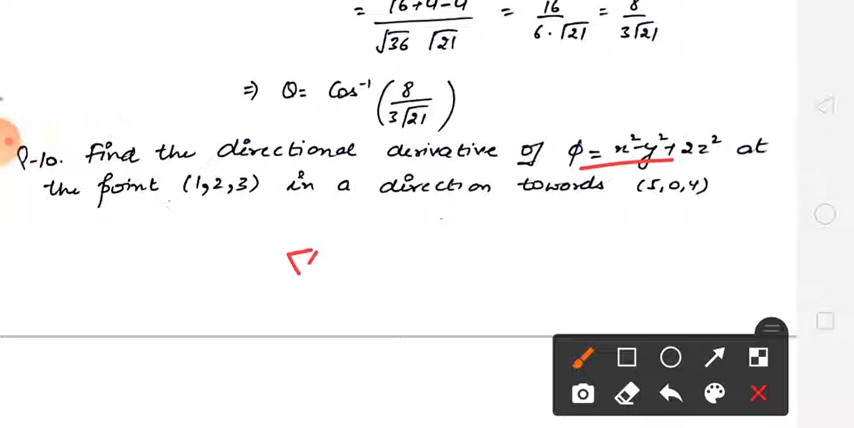 = 16+4-4 / √36 √21 = 16 / 6·√21 = 8 / 3√21
⇒ θ = Cos⁻¹ (8 / 3√21)
Q-10. Find the directional derivative of φ = x²-y²+2z² at
the point (1,2,3) in a direction towards (5,0,4)